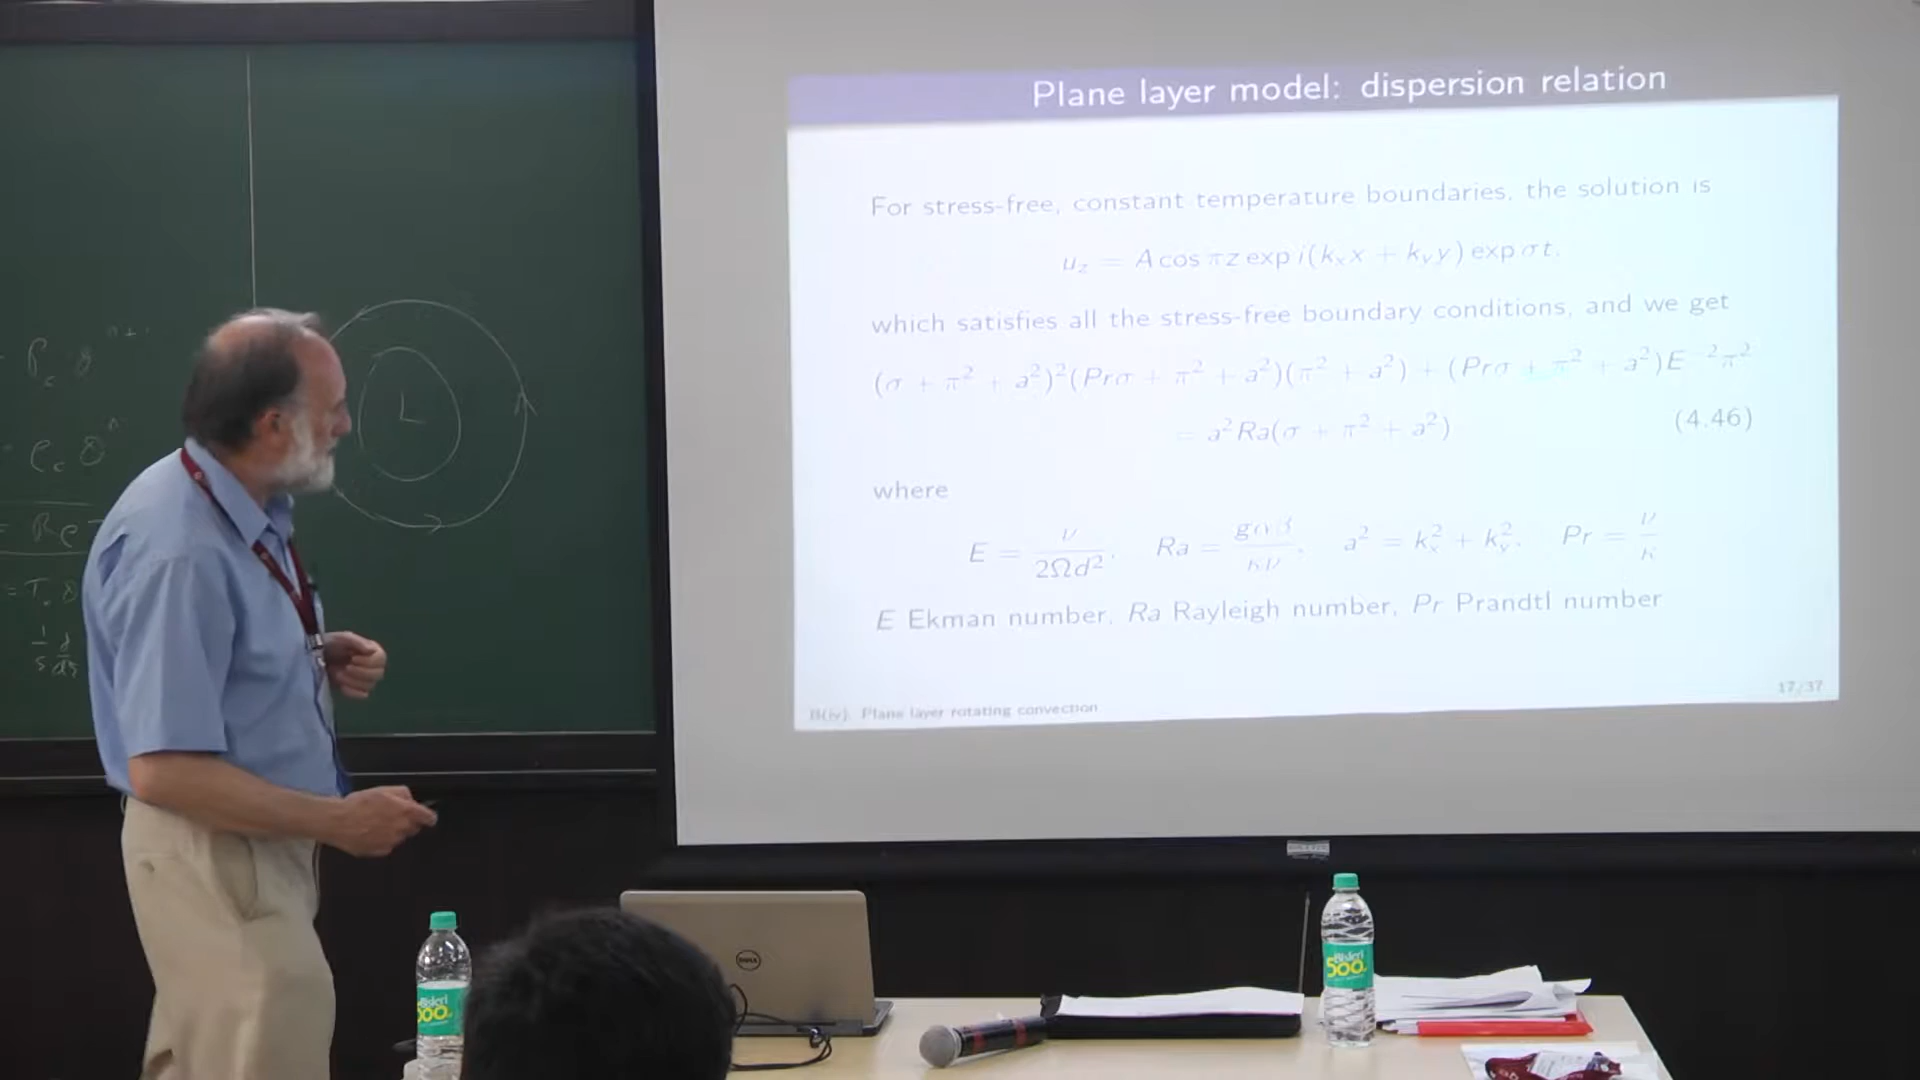 Plane layer model: dispersion relation
For stress-free, constant temperature boundaries, the solution is
u_z = A cos πz exp i(k_x x + k_y y) exp σt.
which satisfies all the stress-free boundary conditions, and we get
(σ + π² + a²)²(Prσ + π² + a²)(π² + a²) + (Prσ + π² + a²)E⁻²π²
= a²Ra(σ + π² + a²) (4.46)
where
E = ν/2Ωd², Ra = gαβ/κν, a² = k_x² + k_y², Pr = ν/κ
E Ekman number, Ra Rayleigh number, Pr Prandtl number
B(iv). Plane layer rotating convection
17/37
L
DELL
Bisleri
500
Bisleri
500